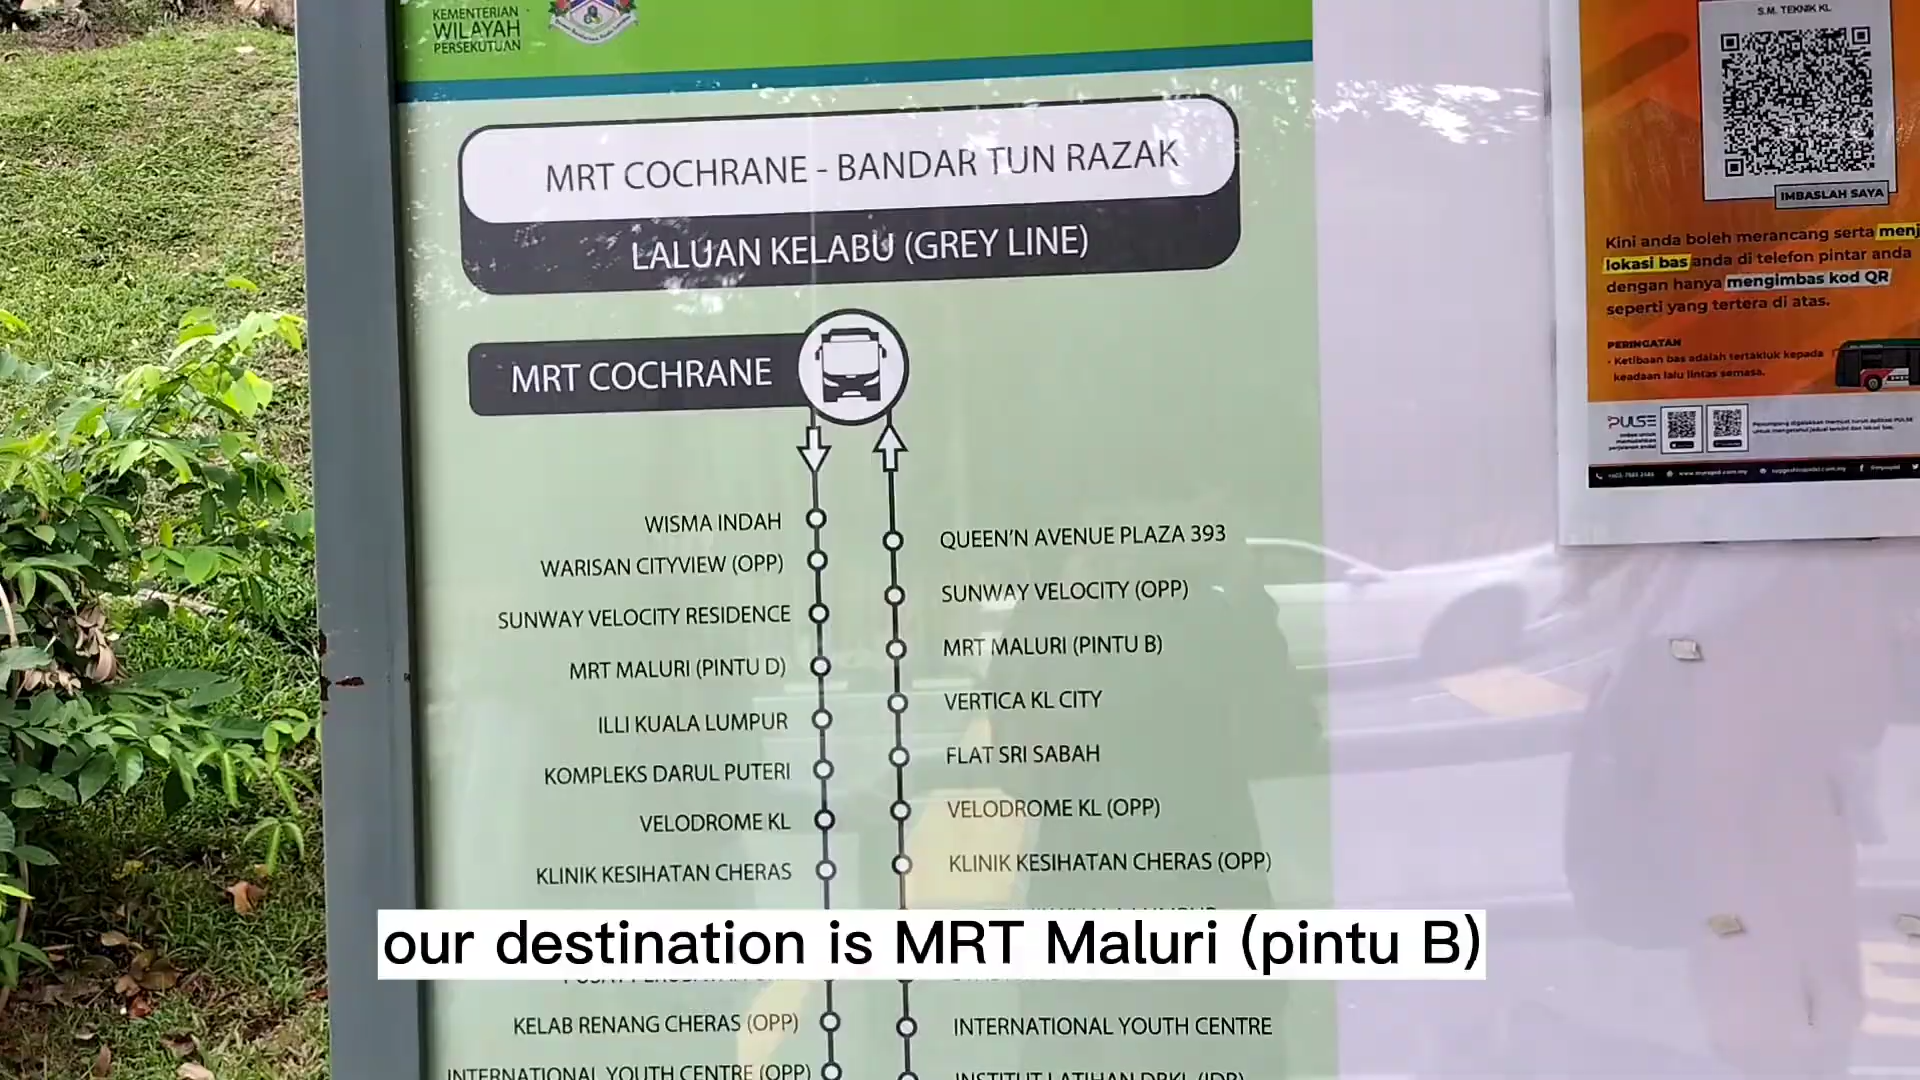 KEMENTERIAN
WILAYAH
PERSEKUTUAN
MRT COCHRANE - BANDAR TUN RAZAK
LALUAN KELABU (GREY LINE)
MRT COCHRANE
WISMA INDAH
WARISAN CITYVIEW (OPP)
SUNWAY VELOCITY RESIDENCE
MRT MALURI (PINTU D)
ILLI KUALA LUMPUR
KOMPLEKS DARUL PUTERI
VELODROME KL
KLINIK KESIHATAN CHERAS
KELAB RENANG CHERAS (OPP)
INTERNATIONAL YOUTH CENTRE (OPP)
QUEEN'N AVENUE PLAZA 393
SUNWAY VELOCITY (OPP)
MRT MALURI (PINTU B)
VERTICA KL CITY
FLAT SRI SABAH
VELODROME KL (OPP)
KLINIK KESIHATAN CHERAS (OPP)
INTERNATIONAL YOUTH CENTRE
INSTITUT LATIHAN DBKL (IDB)
S.M. TEKNIK KL
IMBASLAH SAYA
Kini anda boleh merancang serta menj
lokasi bas anda di telefon pintar anda
dengan hanya mengimbas kod QR
seperti yang tertera di atas.
PERINGATAN
• Ketibaan bas adalah tertakluk kepada
keadaan lalu lintas semasa.
PULSE
our destination is MRT Maluri (pintu B)